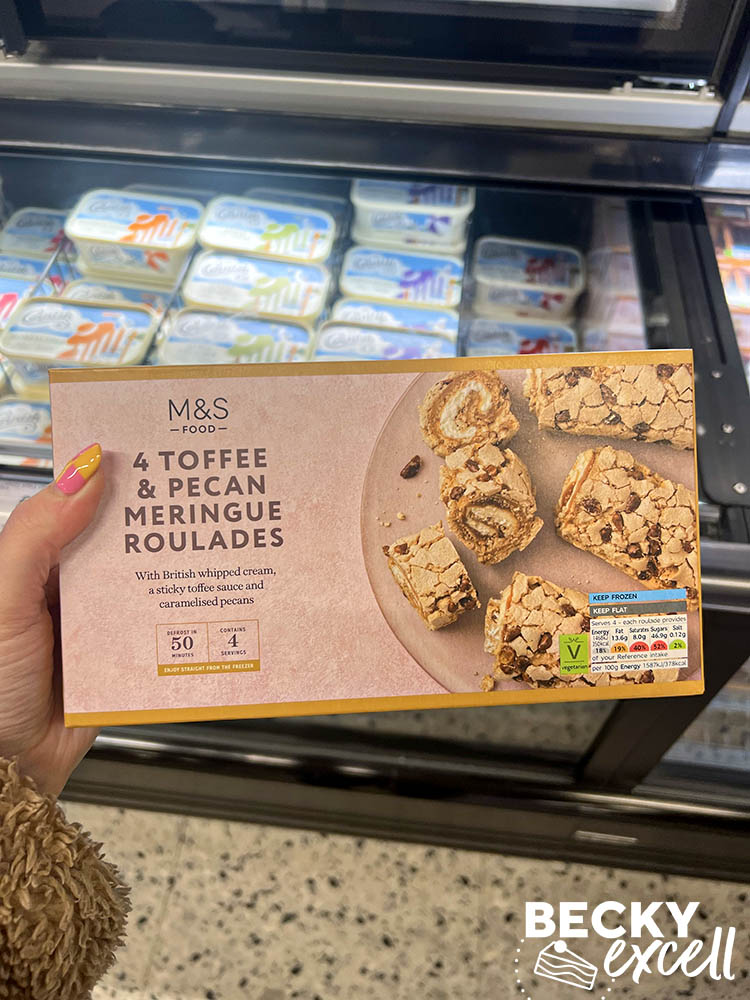 M&S
FOOD
4 TOFFEE
& PECAN
MERINGUE
ROULADES
With British whipped cream,
a sticky toffee sauce and
caramelised pecans
DEFROST IN
50
MINUTES
CONTAINS
4
SERVINGS
ENJOY STRAIGHT FROM THE FREEZER
KEEP FROZEN
KEEP FLAT
Serves 4 - each roulade provides
Energy Fat Saturates Sugars Salt
13.6g 8.0g 46.9g 0.12g
18% 19% 40% 52% 2%
of your Reference intake
per 100g Energy 1587kJ/378kcal
V
vegetarian
BECKY
excell